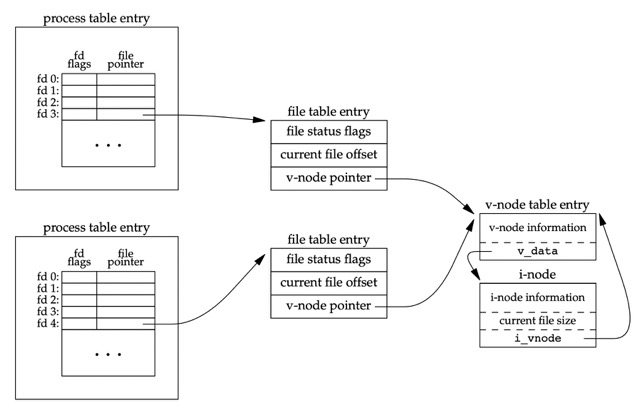 process table entry
fd
flags
file
pointer
fd 0:
fd 1:
fd 2:
fd 3:
. . .
file table entry
file status flags
current file offset
v-node pointer
process table entry
fd
flags
file
pointer
fd 0:
fd 1:
fd 2:
fd 3:
fd 4:
. . .
file table entry
file status flags
current file offset
v-node pointer
v-node table entry
v-node information
v_data
i-node
i-node information
current file size
i_vnode